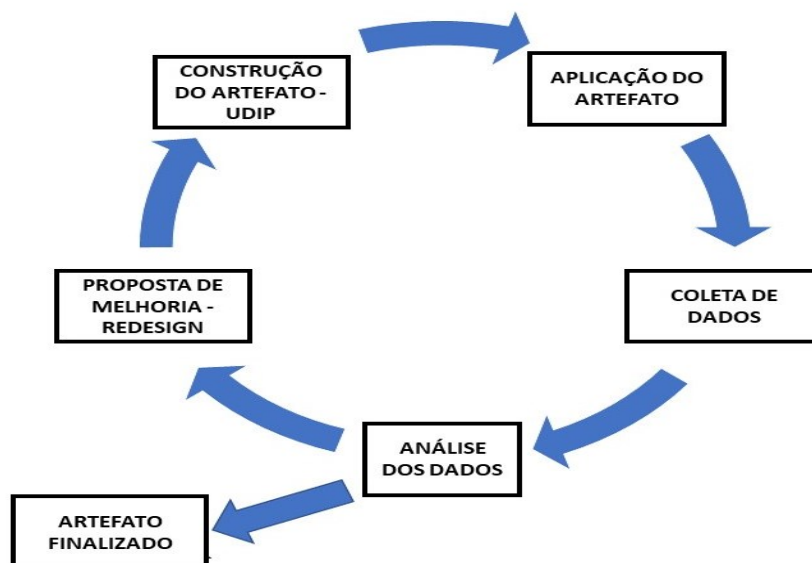 CONSTRUÇÃO
DO ARTEFATO -
UDIP
APLICAÇÃO DO
ARTEFATO
COLETA DE
DADOS
ANÁLISE
DOS DADOS
PROPOSTA DE
MELHORIA -
REDESIGN
ARTEFATO
FINALIZADO